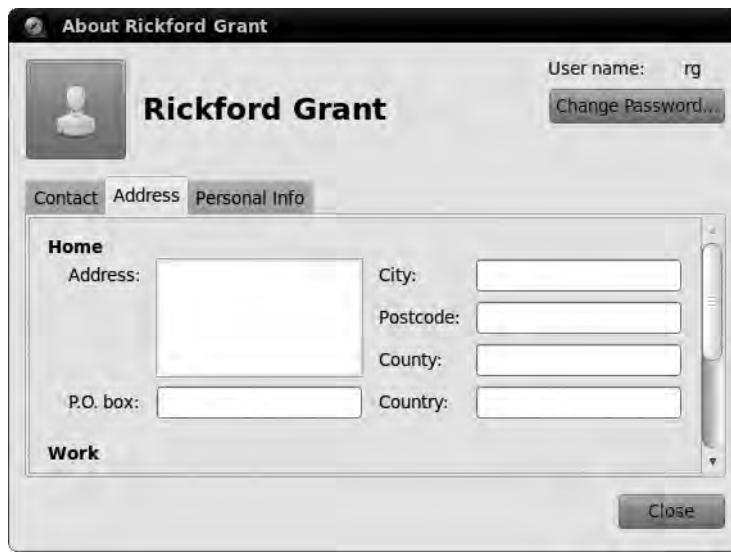 About Rickford Grant
User name: rg
Rickford Grant
Change Password...
Contact Address Personal Info
Home
Address:
City:
Postcode:
County:
P.O. box:
Country:
Work
Close